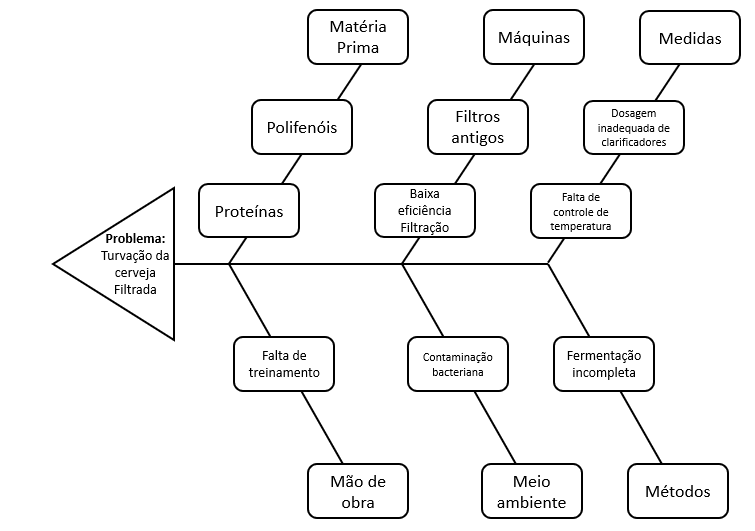 Matéria
Prima
Máquinas
Medidas
Polifenóis
Filtros
antigos
Dosagem
inadequada de
clarificadores
Proteínas
Baixa
eficiência
Filtração
Falta de
controle de
temperatura
Problema:
Turvação da
cerveja
Filtrada
Falta de
treinamento
Contaminação
bacteriana
Fermentação
incompleta
Mão de
obra
Meio
ambiente
Métodos